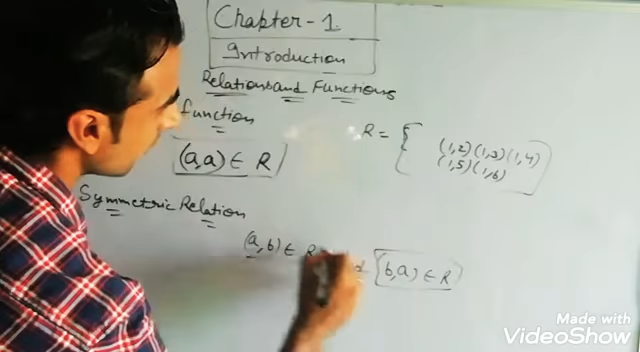 Chapter-1.
Introduction
Relations and Functions
function
R = { (1,2) (1,3) (1,4)
(1,5) (1,6) }
(a,a) ∈ R
Symmetric Relation
(a,b) ∈ R
(b,a) ∈ R
Made with
VideoShow